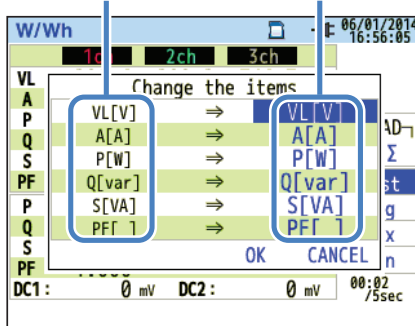 W/Wh 06/01/2014
16:56:05
1ch 2ch 3ch
VL
A
P
Q
S
PF
P
Q
S
PF
Change the items
VL[V] ⇒ VL[V]
A[A] ⇒ A[A]
P[W] ⇒ P[W]
Q[var] ⇒ Q[var]
S[VA] ⇒ S[VA]
PF[ ] ⇒ PF[ ]
OK CANCEL
AD
Σ
st
g
x
n
DC1: 0 mV DC2: 0 mV 00:02
/5sec